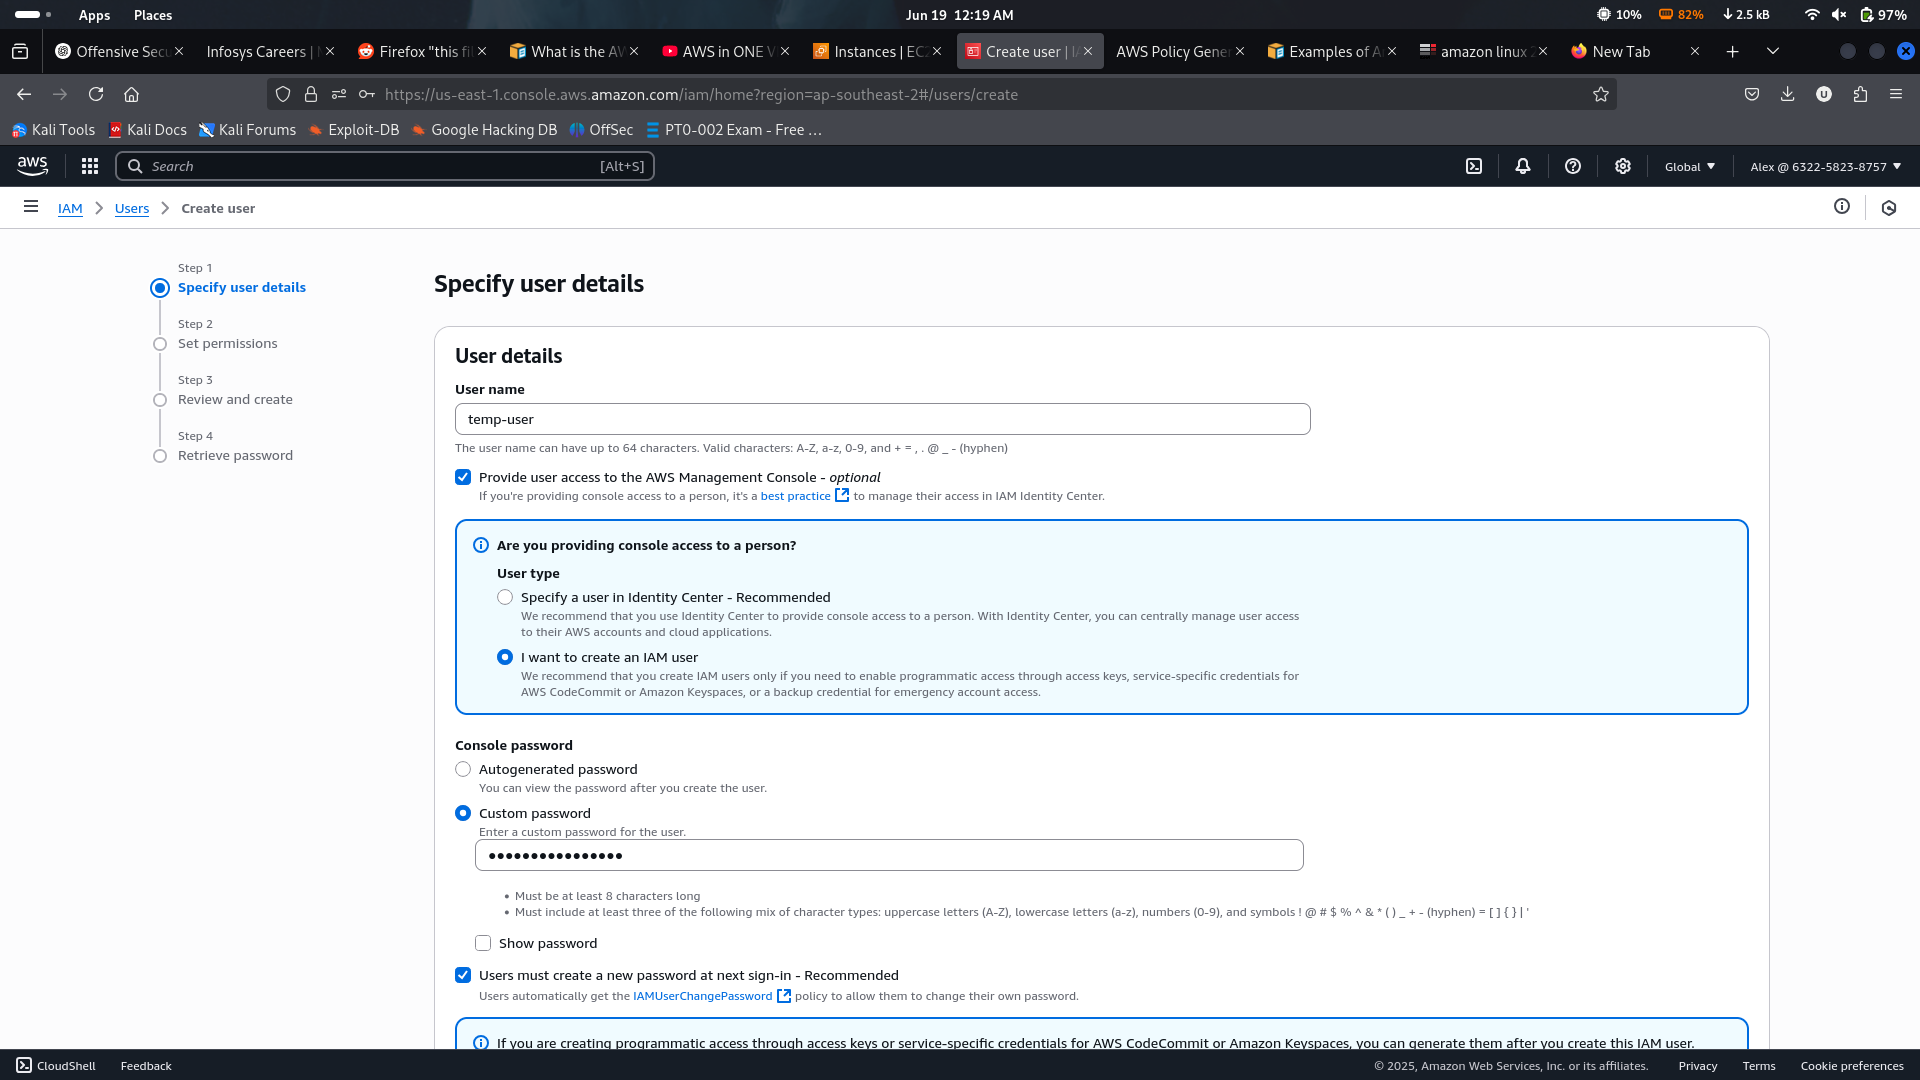 Apps Places Jun 19 12:19 AM 10% 82% 2.5 kB 97%
Offensive Secu Infosys Careers | Firefox "this fil What is the AW AWS in ONE V Instances | EC2 Create user | IA AWS Policy Gener Examples of A amazon linux 2 New Tab
https://us-east-1.console.aws.amazon.com/iam/home?region=ap-southeast-2#/users/create U
Kali Tools Kali Docs Kali Forums Exploit-DB Google Hacking DB OffSec PT0-002 Exam - Free …
aws Search [Alt+S] Global Alex @ 6322-5823-8757
IAM Users Create user
Step 1
Specify user details
Step 2
Set permissions
Step 3
Review and create
Step 4
Retrieve password
Specify user details
User details
User name
temp-user
The user name can have up to 64 characters. Valid characters: A-Z, a-z, 0-9, and + = , . @ _ - (hyphen)
Provide user access to the AWS Management Console - optional
If you're providing console access to a person, it's a best practice to manage their access in IAM Identity Center.
Are you providing console access to a person?
User type
Specify a user in Identity Center - Recommended
We recommend that you use Identity Center to provide console access to a person. With Identity Center, you can centrally manage user access
to their AWS accounts and cloud applications.
I want to create an IAM user
We recommend that you create IAM users only if you need to enable programmatic access through access keys, service-specific credentials for
AWS CodeCommit or Amazon Keyspaces, or a backup credential for emergency account access.
Console password
Autogenerated password
You can view the password after you create the user.
Custom password
Enter a custom password for the user.
••••••••••••••••
• Must be at least 8 characters long
• Must include at least three of the following mix of character types: uppercase letters (A-Z), lowercase letters (a-z), numbers (0-9), and symbols ! @ # $ % ^ & * ( ) _ + - (hyphen) = [ ] { } | '
Show password
Users must create a new password at next sign-in - Recommended
Users automatically get the IAMUserChangePassword policy to allow them to change their own password.
If you are creating programmatic access through access keys or service-specific credentials for AWS CodeCommit or Amazon Keyspaces, you can generate them after you create this IAM user.
CloudShell Feedback © 2025, Amazon Web Services, Inc. or its affiliates. Privacy Terms Cookie preferences